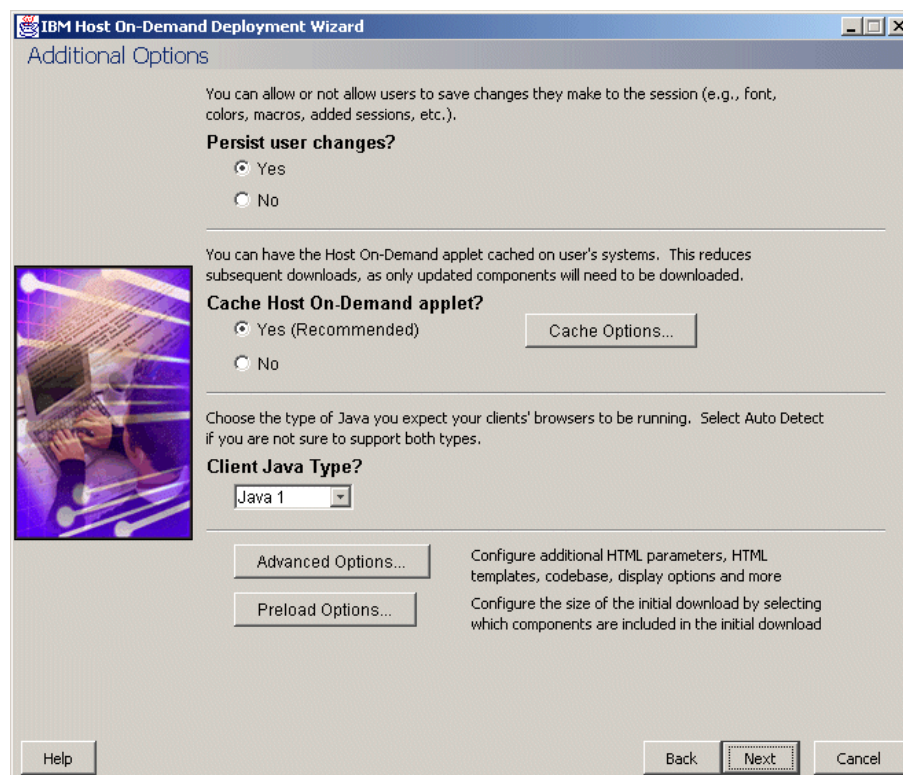 IBM Host On-Demand Deployment Wizard
Additional Options
You can allow or not allow users to save changes they make to the session (e.g., font,
colors, macros, added sessions, etc.).
Persist user changes?
Yes
No
You can have the Host On-Demand applet cached on user's systems. This reduces
subsequent downloads, as only updated components will need to be downloaded.
Cache Host On-Demand applet?
Yes (Recommended)
Cache Options...
No
Choose the type of Java you expect your clients' browsers to be running. Select Auto Detect
if you are not sure to support both types.
Client Java Type?
Java 1
Advanced Options...
Configure additional HTML parameters, HTML
templates, codebase, display options and more
Preload Options...
Configure the size of the initial download by selecting
which components are included in the initial download
Help
Back
Next
Cancel